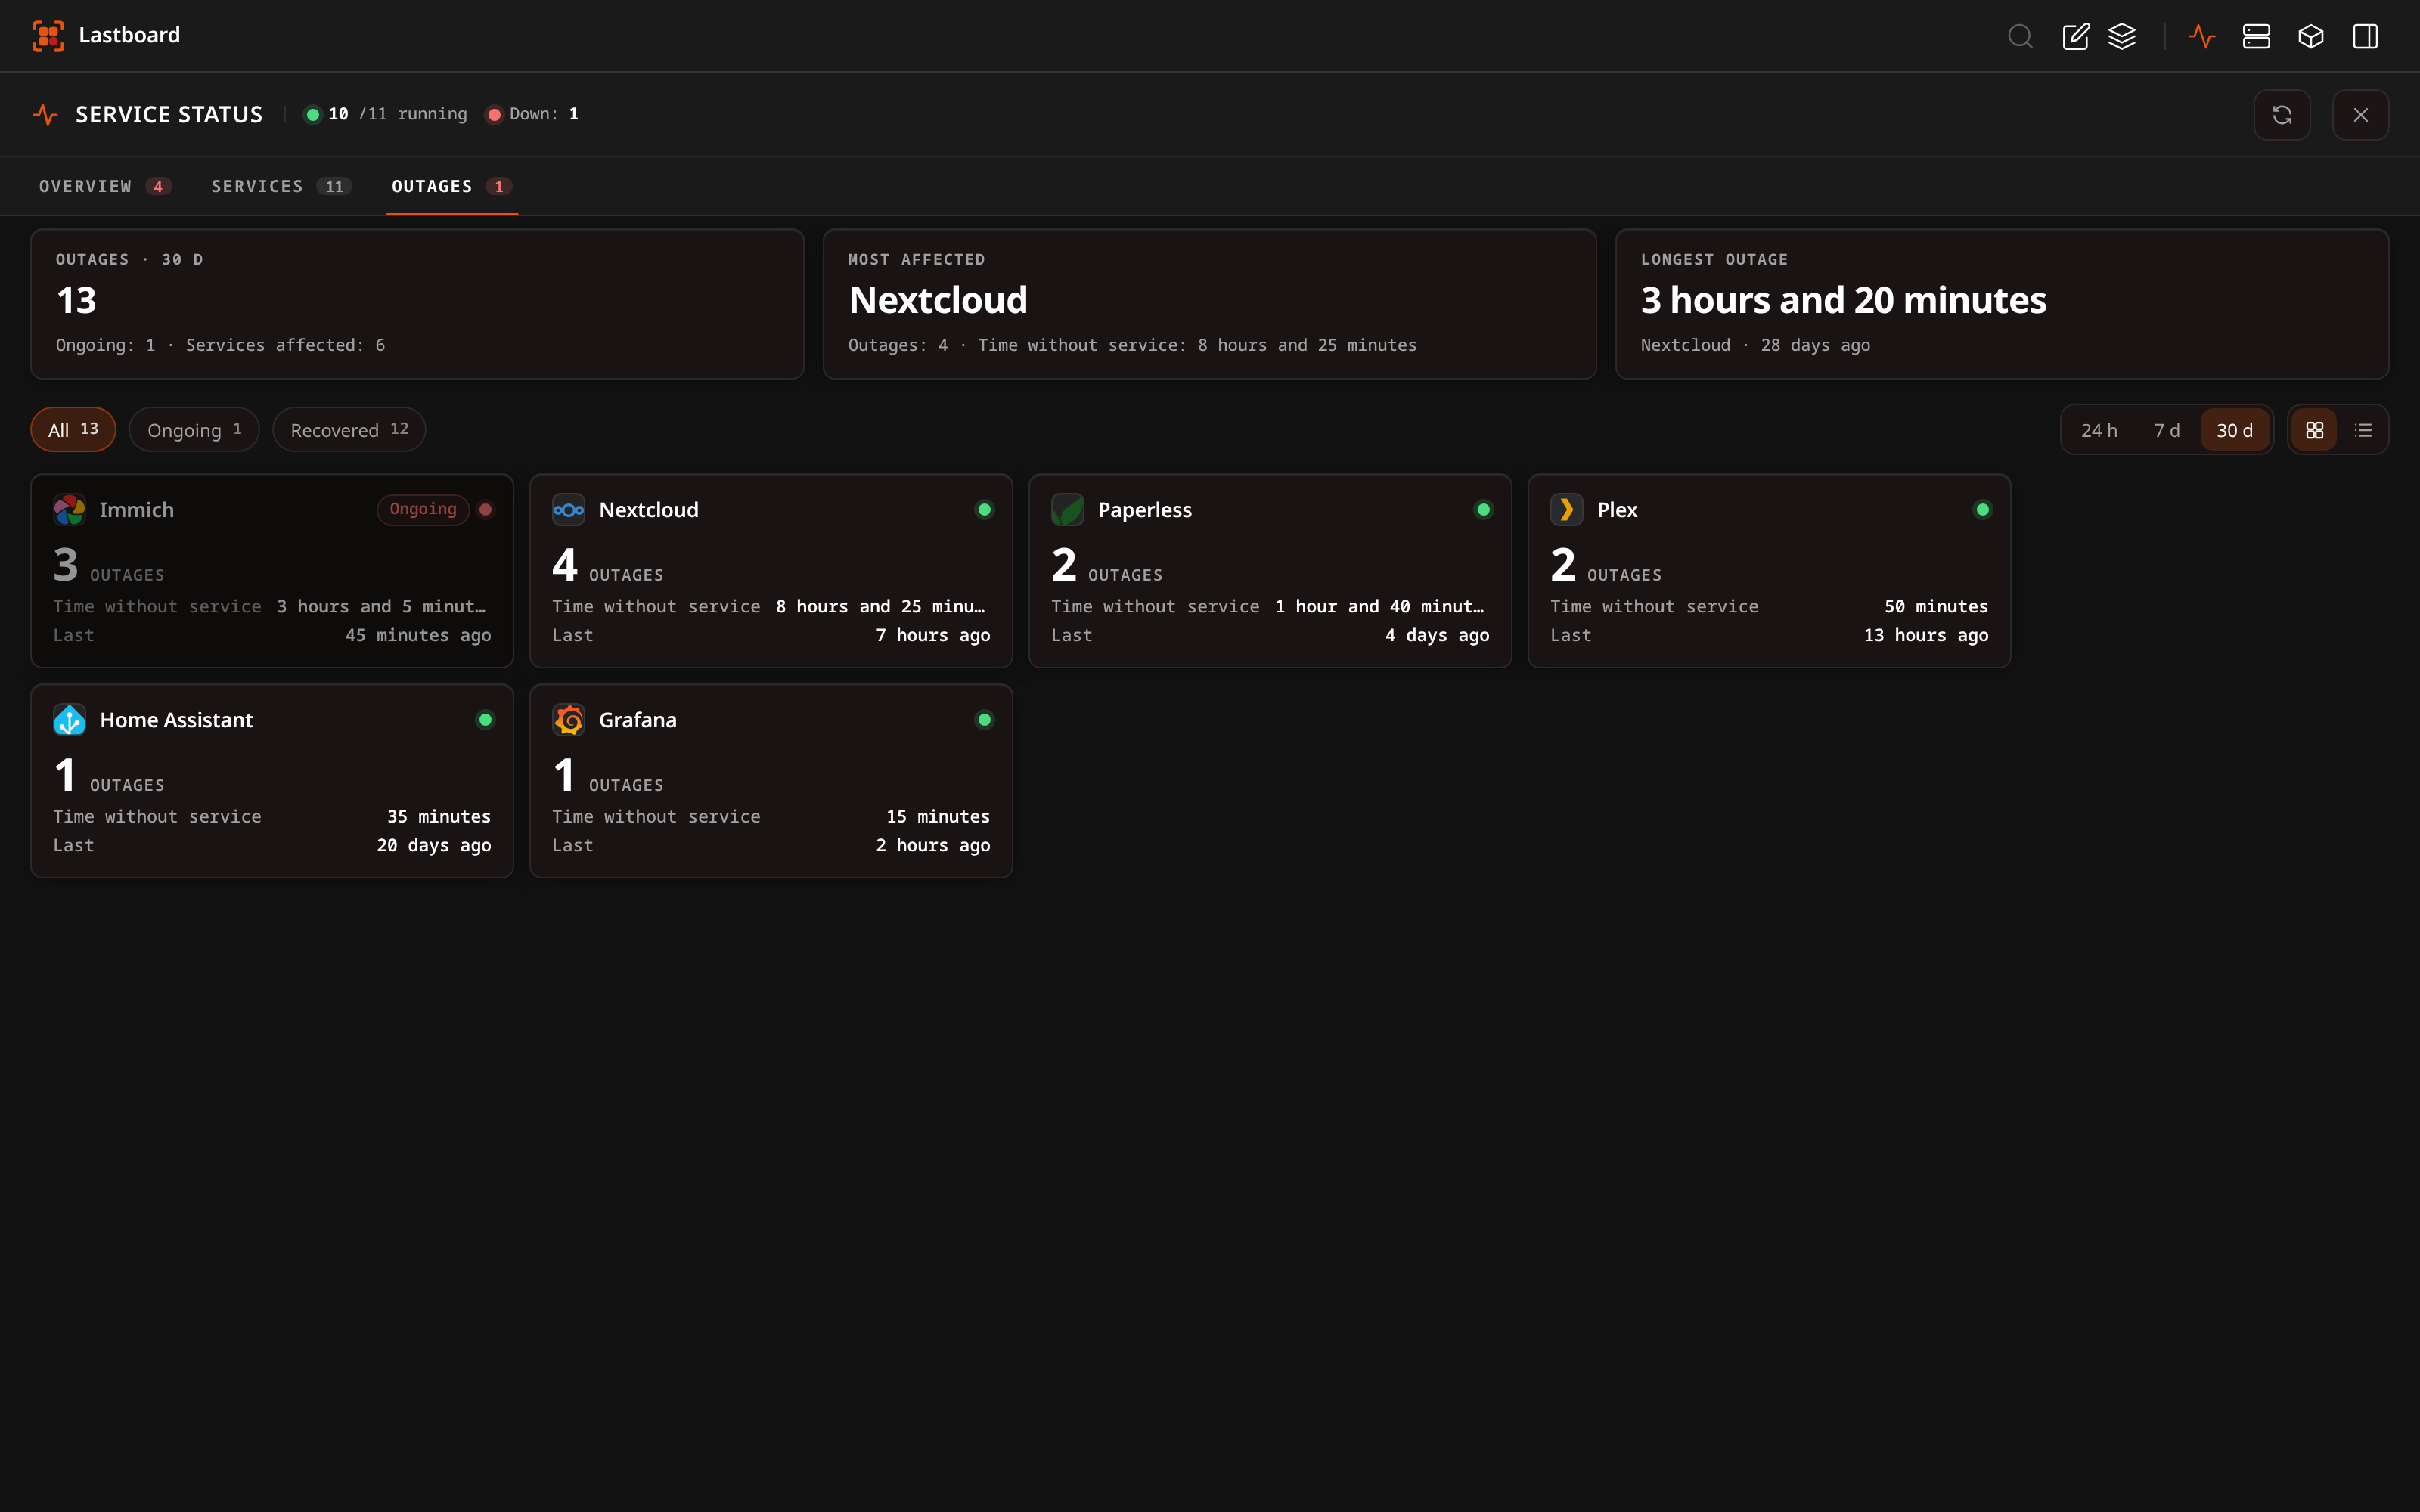 Lastboard
SERVICE STATUS 10 /11 running Down: 1
OVERVIEW 4 SERVICES 11 OUTAGES 1
OUTAGES · 30 D
13
Ongoing: 1 · Services affected: 6
MOST AFFECTED
Nextcloud
Outages: 4 · Time without service: 8 hours and 25 minutes
LONGEST OUTAGE
3 hours and 20 minutes
Nextcloud · 28 days ago
All 13 Ongoing 1 Recovered 12 24 h 7 d 30 d
Immich Ongoing
3 OUTAGES
Time without service 3 hours and 5 minut…
Last 45 minutes ago
Nextcloud
4 OUTAGES
Time without service 8 hours and 25 minu…
Last 7 hours ago
Paperless
2 OUTAGES
Time without service 1 hour and 40 minut…
Last 4 days ago
Plex
2 OUTAGES
Time without service 50 minutes
Last 13 hours ago
Home Assistant
1 OUTAGES
Time without service 35 minutes
Last 20 days ago
Grafana
1 OUTAGES
Time without service 15 minutes
Last 2 hours ago